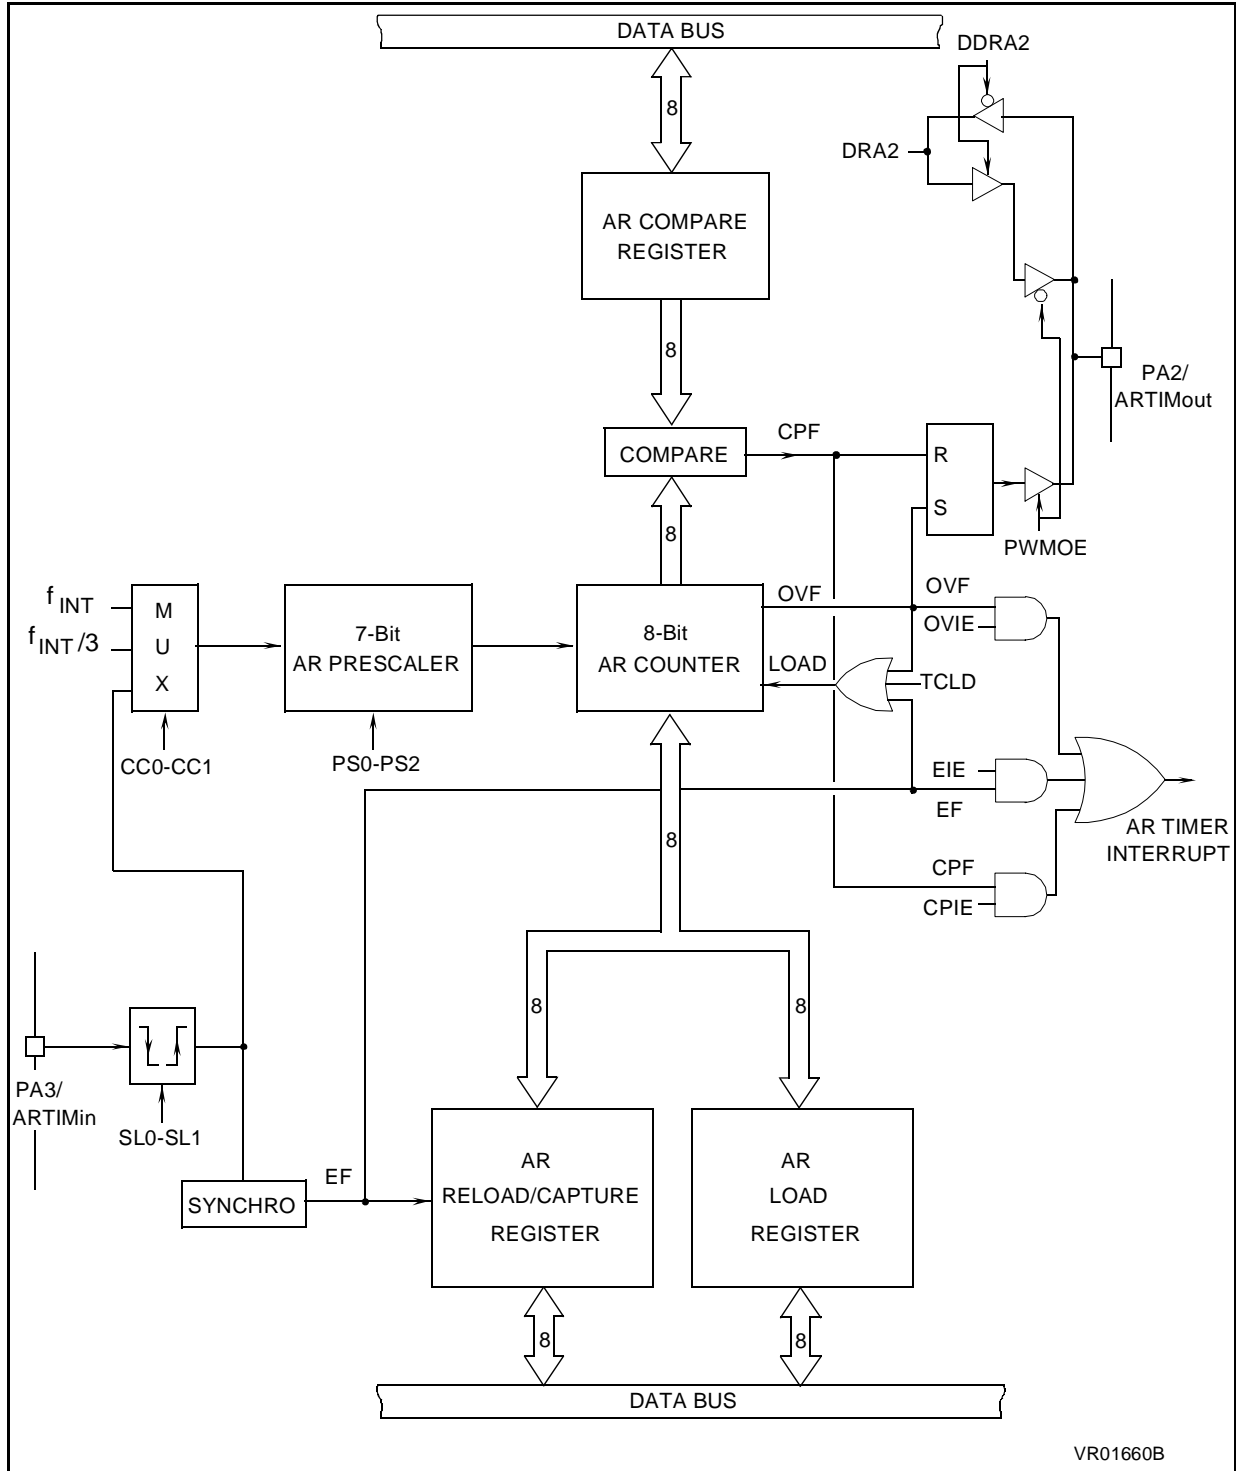 DATA BUS
DDRA2
8
DRA2
AR COMPARE
REGISTER
8
PA2/
ARTIMout
CPF
COMPARE
R
S
8
PWMOE
f INT
f INT /3
M
U
X
7-Bit
AR PRESCALER
8-Bit
AR COUNTER
OVF
OVF
OVIE
LOAD
TCLD
CC0-CC1
PS0-PS2
EIE
EF
AR TIMER
INTERRUPT
8
CPF
CPIE
8
8
PA3/
ARTIMin
SL0-SL1
EF
SYNCHRO
AR
RELOAD/CAPTURE
REGISTER
AR
LOAD
REGISTER
8
8
DATA BUS
VR01660B